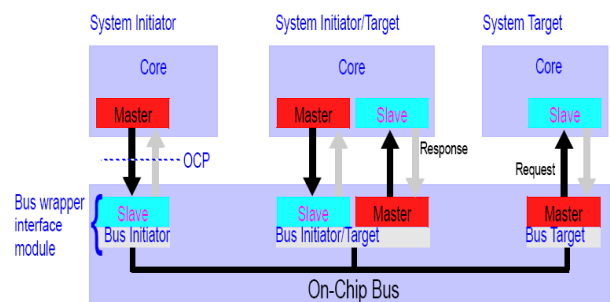 System Initiator
System Initiator/Target
System Target
Core
Core
Core
Master
Master
Slave
Slave
OCP
Response
Request
Bus wrapper
interface
module
Slave
Slave
Master
Master
Bus Initiator
Bus Initiator/Target
Bus Target
On-Chip Bus